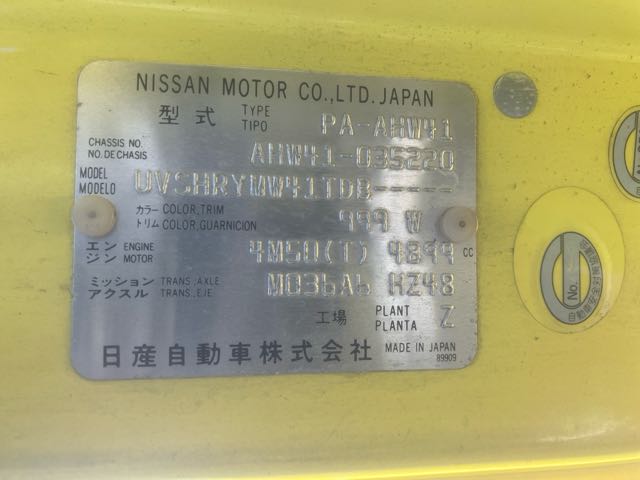 NISSAN MOTOR CO.,LTD. JAPAN
型式 TYPE TIPO PA-AHW41
CHASSIS NO. NO. DE CHASIS AHW41-035220
MODEL MODELO UVSHRYMW41TDB-----
カラー COLOR,TRIM トリム COLOR,GUARNICION 999 W
エンジン ENGINE MOTOR 4M50(T) 4899 cc
ミッション TRANS.,AXLE アクスル TRANS.,EJE M036A6 HZ48
工場 PLANT PLANTA Z
日産自動車株式会社 MADE IN JAPAN
89909
No.